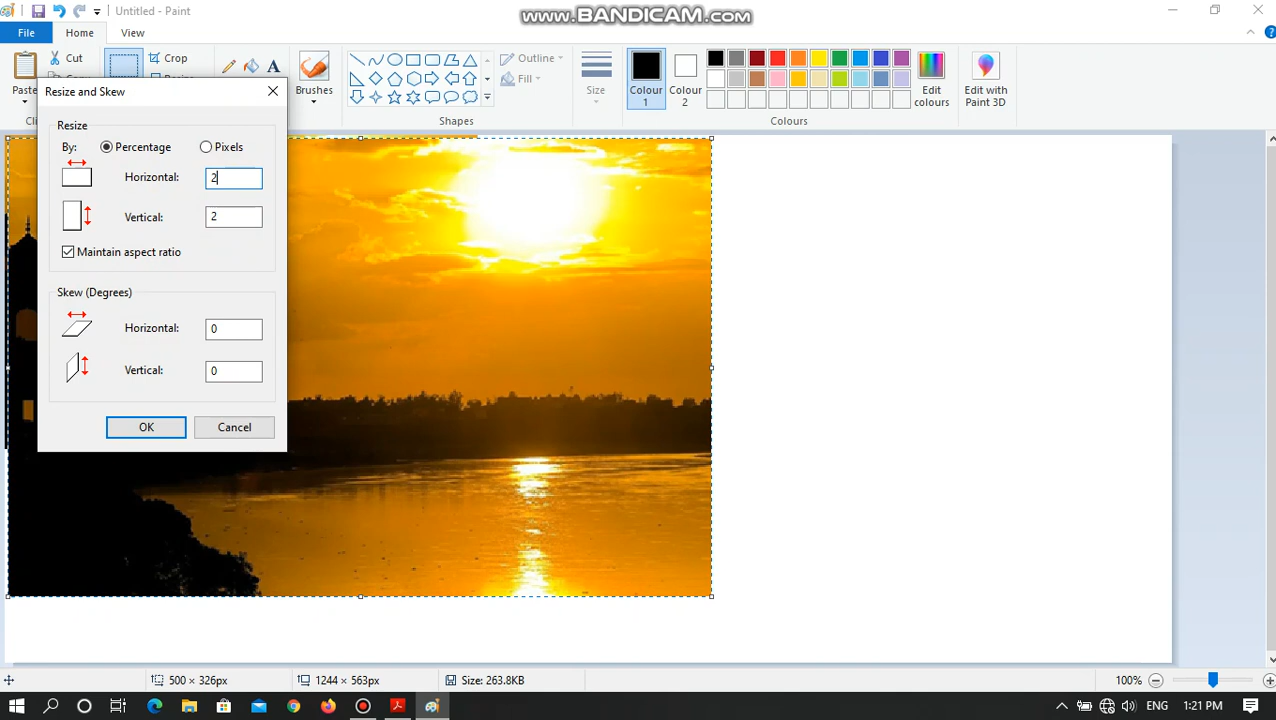 Untitled - Paint
www.BANDICAM.com
File
Home
View
Paste
Cut
Crop
Brushes
Shapes
Outline
Fill
Size
Colour 1
Colour 2
Edit colours
Edit with Paint 3D
Colours
Resize and Skew
Resize
By:
Percentage
Pixels
Horizontal:
2
Vertical:
2
Maintain aspect ratio
Skew (Degrees)
Horizontal:
0
Vertical:
0
OK
Cancel
500 × 326px
1244 × 563px
Size: 263.8KB
100%
ENG
1:21 PM